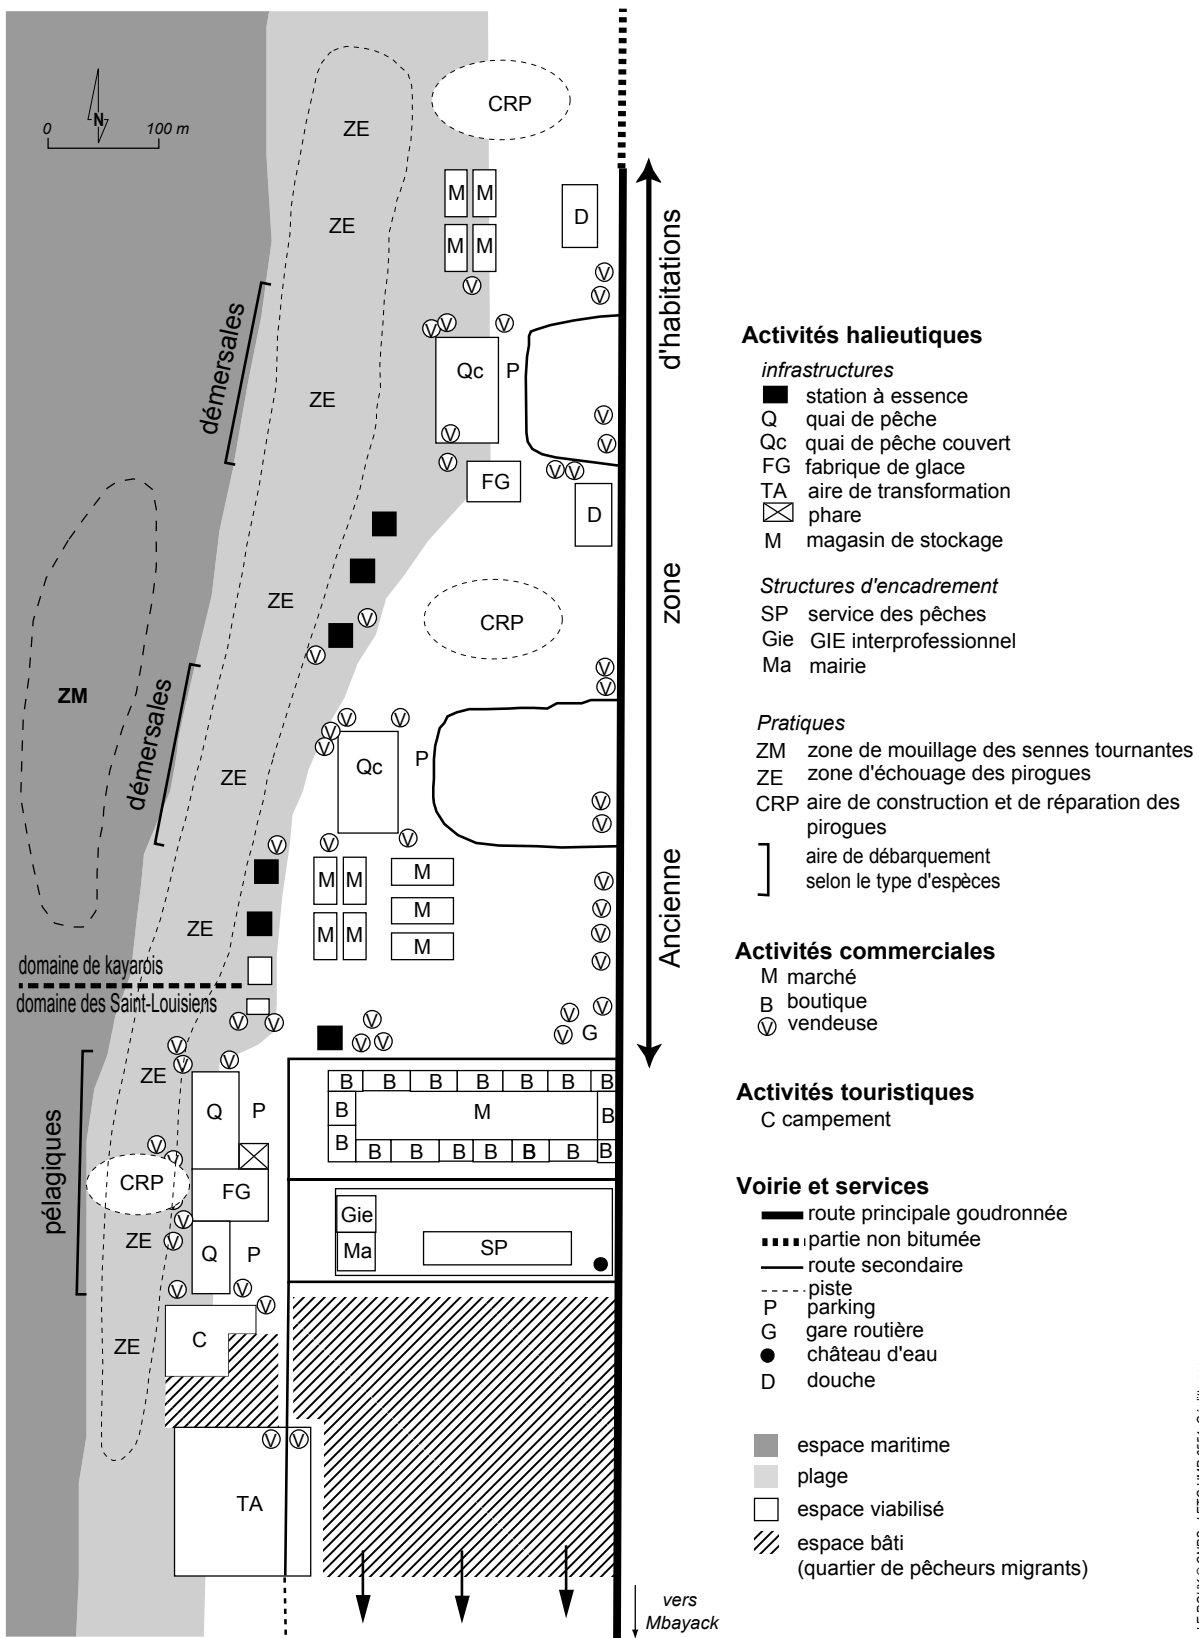 CRP
N
0 100 m
ZE
M M
D
ZE
M M
V
V
V
d'habitations
démersales
V V V
Qc P
ZE
V
V
V
V
V V
FG
D
zone
ZE
V
CRP
V
V
V
ZM
démersales
V V
V
V
Qc P
ZE
V
V
V V V
Ancienne
M M M
V
ZE
M
V
M M
V
M
V
domaine de kayarois
domaine des Saint-Louisiens
V V
V V
V
V V
V G
V
V
V
ZE
B B B B B B B
Q P
B M B
pélagiques
V
V
B
B B B B B B B
CRP
FG
V
Gie
ZE V
Q P
Ma SP
V V
V
C
ZE
V V
TA
vers
Mbayack
Activités halieutiques
infrastructures
station à essence
Q quai de pêche
Qc quai de pêche couvert
FG fabrique de glace
TA aire de transformation
phare
M magasin de stockage
Structures d'encadrement
SP service des pêches
Gie GIE interprofessionnel
Ma mairie
Pratiques
ZM zone de mouillage des sennes tournantes
ZE zone d'échouage des pirogues
CRP aire de construction et de réparation des
pirogues
aire de débarquement
selon le type d'espèces
Activités commerciales
M marché
B boutique
V vendeuse
Activités touristiques
C campement
Voirie et services
route principale goudronnée
partie non bitumée
route secondaire
piste
P parking
G gare routière
château d'eau
D douche
espace maritime
plage
espace viabilisé
espace bâti
(quartier de pêcheurs migrants)